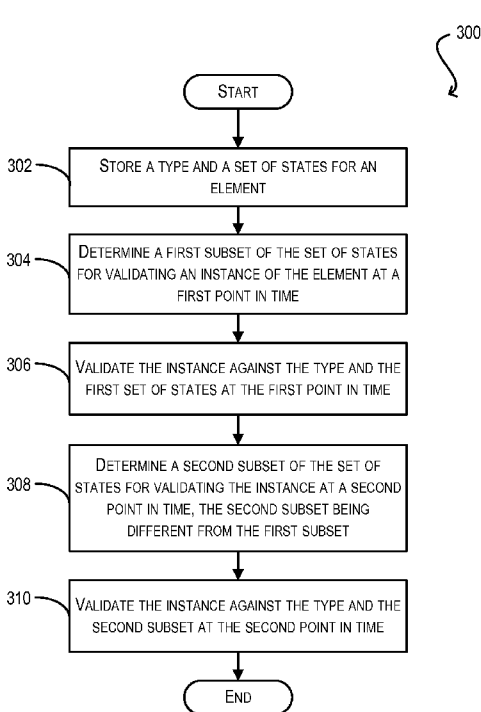 300
START
302
STORE A TYPE AND A SET OF STATES FOR AN
ELEMENT
304
DETERMINE A FIRST SUBSET OF THE SET OF STATES
FOR VALIDATING AN INSTANCE OF THE ELEMENT AT A
FIRST POINT IN TIME
306
VALIDATE THE INSTANCE AGAINST THE TYPE AND THE
FIRST SET OF STATES AT THE FIRST POINT IN TIME
308
DETERMINE A SECOND SUBSET OF THE SET OF
STATES FOR VALIDATING THE INSTANCE AT A SECOND
POINT IN TIME, THE SECOND SUBSET BEING
DIFFERENT FROM THE FIRST SUBSET
310
VALIDATE THE INSTANCE AGAINST THE TYPE AND THE
SECOND SUBSET AT THE SECOND POINT IN TIME
END